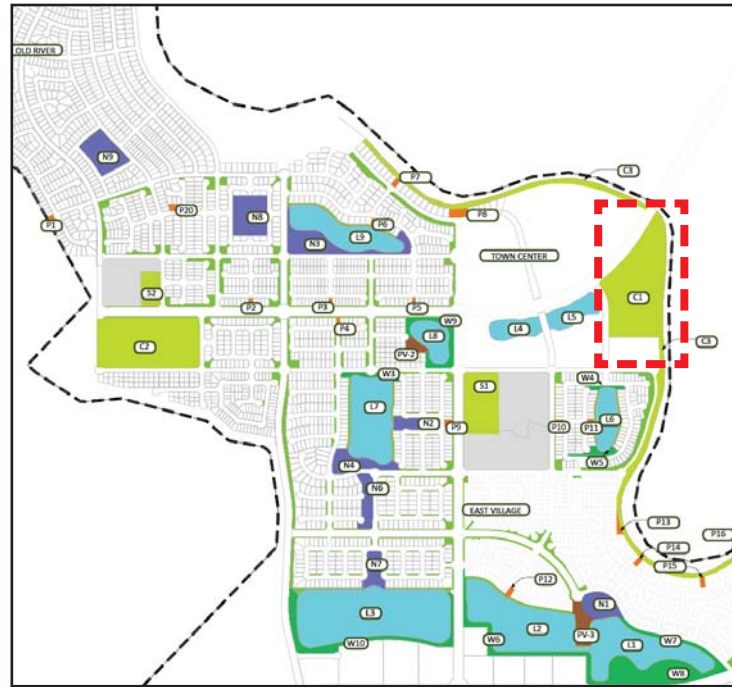 OLD RIVER
N9
P7
C3
P1
P20
N8
P6
P8
N3
L9
TOWN CENTER
S2
C1
P2
P3
P5
L5
L4
P4
W9
L8
C2
PV-2
C3
W3
S1
W4
L7
L6
N2
P9
P10
P11
N4
W5
N6
EAST VILLAGE
P13
P16
P14
P15
N7
P12
N1
L3
L2
PV-3
L1
W7
W10
W6
W8